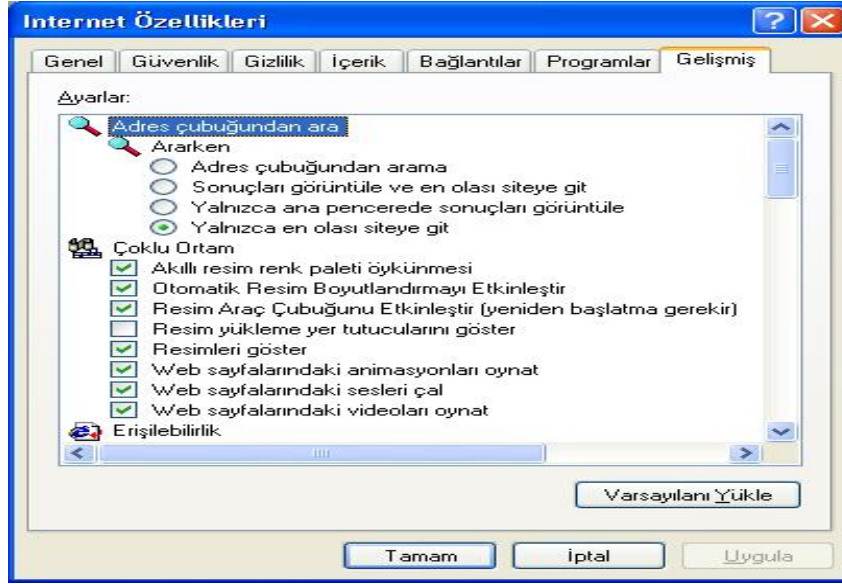 Internet Özellikleri
Genel Güvenlik Gizlilik İçerik Bağlantılar Programlar Gelişmiş
Ayarlar:
Adres çubuğundan ara
Ararken
Adres çubuğundan arama
Sonuçları görüntüle ve en olası siteye git
Yalnızca ana pencerede sonuçları görüntüle
Yalnızca en olası siteye git
Çoklu Ortam
Akıllı resim renk paleti öykünmesi
Otomatik Resim Boyutlandırmayı Etkinleştir
Resim Araç Çubuğunu Etkinleştir (yeniden başlatma gerekir)
Resim yükleme yer tutucularını göster
Resimleri göster
Web sayfalarındaki animasyonları oynat
Web sayfalarındaki sesleri çal
Web sayfalarındaki videoları oynat
Erişilebilirlik
Varsayılanı Yükle
Tamam İptal Uygula